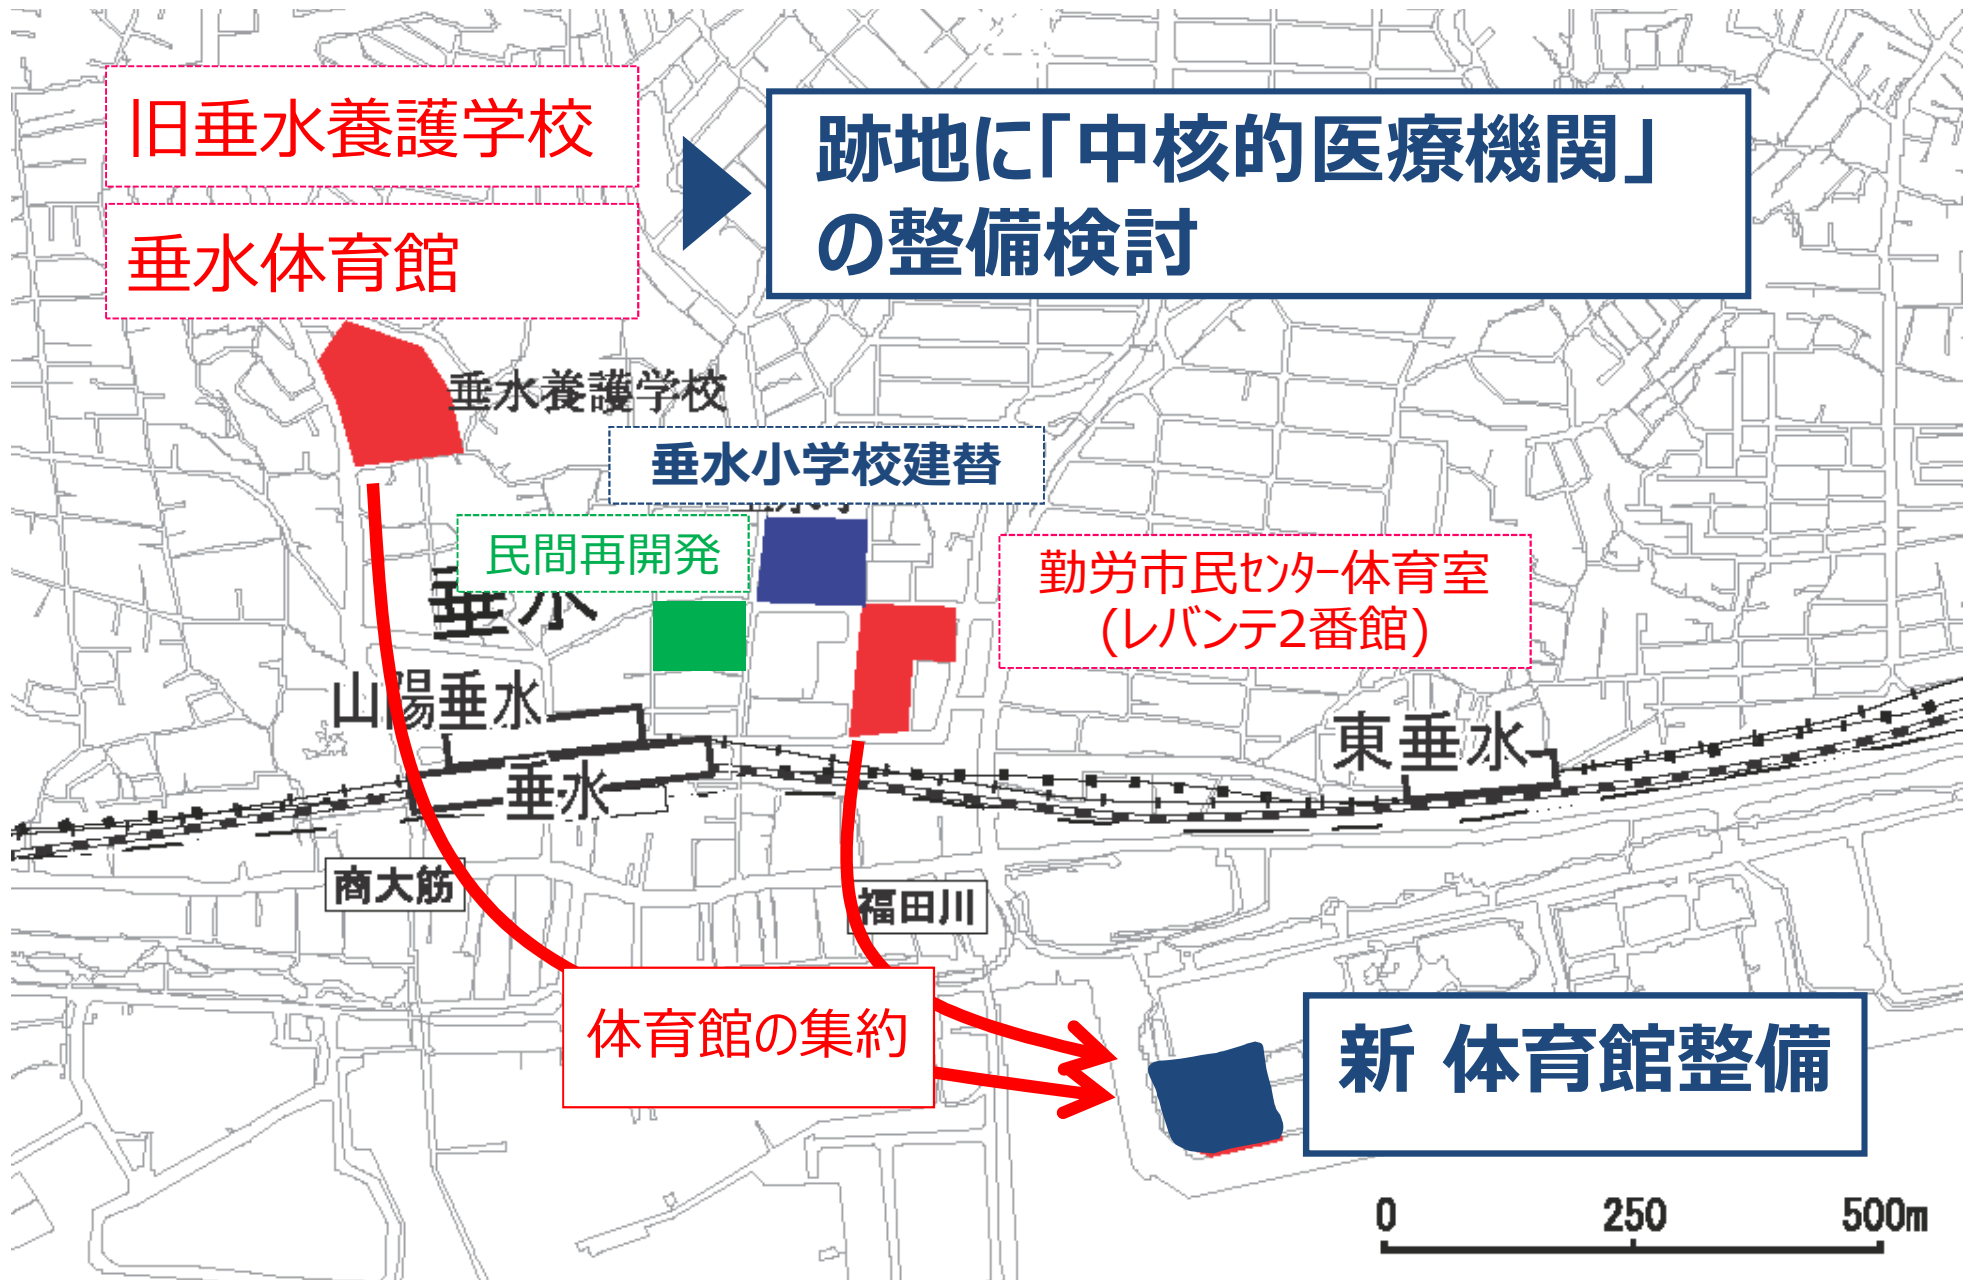 旧垂水養護学校
垂水体育館
跡地に「中核的医療機関」
の整備検討
垂水養護学校
垂水小学校建替
民間再開発
垂水
勤労市民センター体育室
(レバンテ2番館)
山陽垂水
垂水
東垂水
商大筋
福田川
体育館の集約
新 体育館整備
0 250 500m